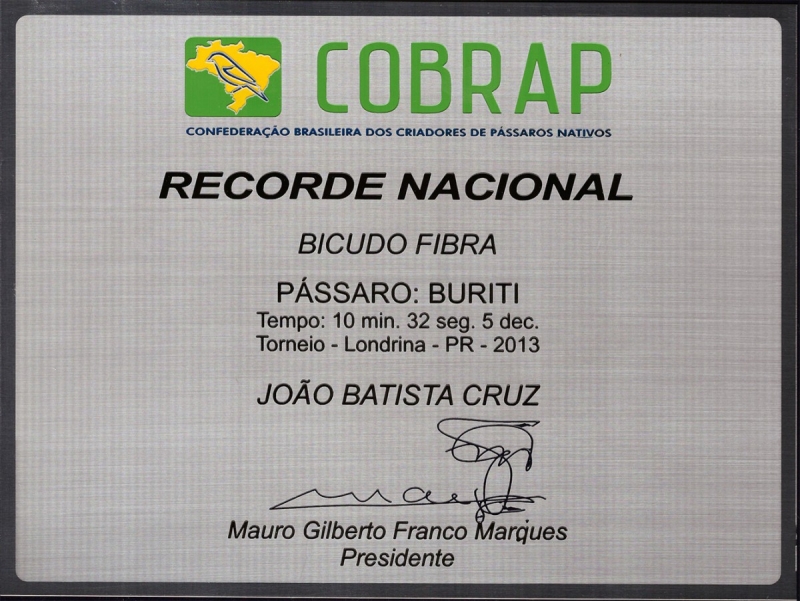 COBRAP
CONFEDERAÇÃO BRASILEIRA DOS CRIADORES DE PÁSSAROS NATIVOS
RECORDE NACIONAL
BICUDO FIBRA
PÁSSARO: BURITI
Tempo: 10 min. 32 seg. 5 dec.
Torneio - Londrina - PR - 2013
JOÃO BATISTA CRUZ
Mauro Gilberto Franco Marques
Presidente